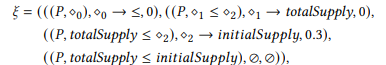 ξ = (((P, ⋄₀), ⋄₀ → ≤, 0), ((P, ⋄₁ ≤ ⋄₂), ⋄₁ → totalSupply, 0),
((P, totalSupply ≤ ⋄₂), ⋄₂ → initialSupply, 0.3),
((P, totalSupply ≤ initialSupply), ∅, ∅)),